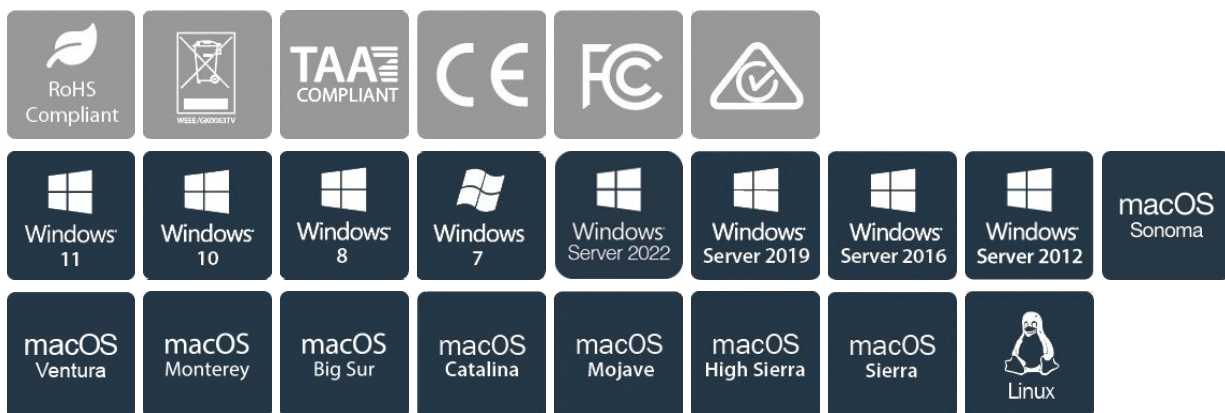 RoHS
Compliant
WEEE/GK0063TV
TAA
COMPLIANT
CE
FC
Windows
11
Windows
10
Windows
8
Windows
7
Windows
Server 2022
Windows
Server 2019
Windows
Server 2016
Windows
Server 2012
macOS
Sonoma
macOS
Ventura
macOS
Monterey
macOS
Big Sur
macOS
Catalina
macOS
Mojave
macOS
High Sierra
macOS
Sierra
Linux